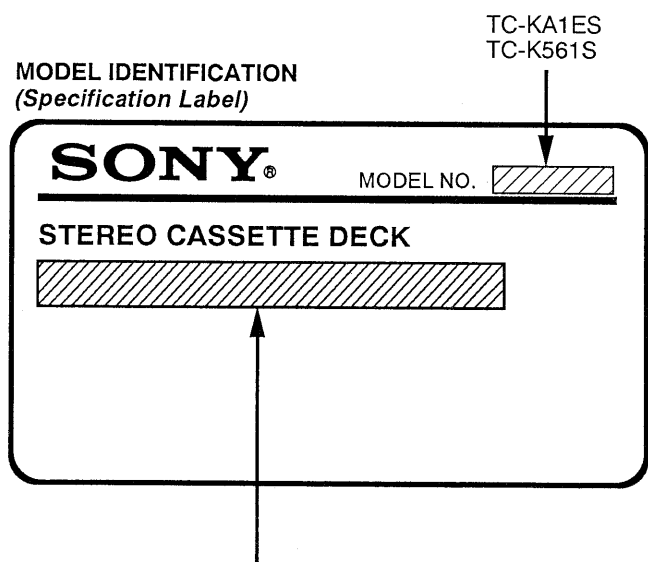 TC-KA1ES
TC-K561S
MODEL IDENTIFICATION
(Specification Label)
SONY®
MODEL NO.
STEREO CASSETTE DECK